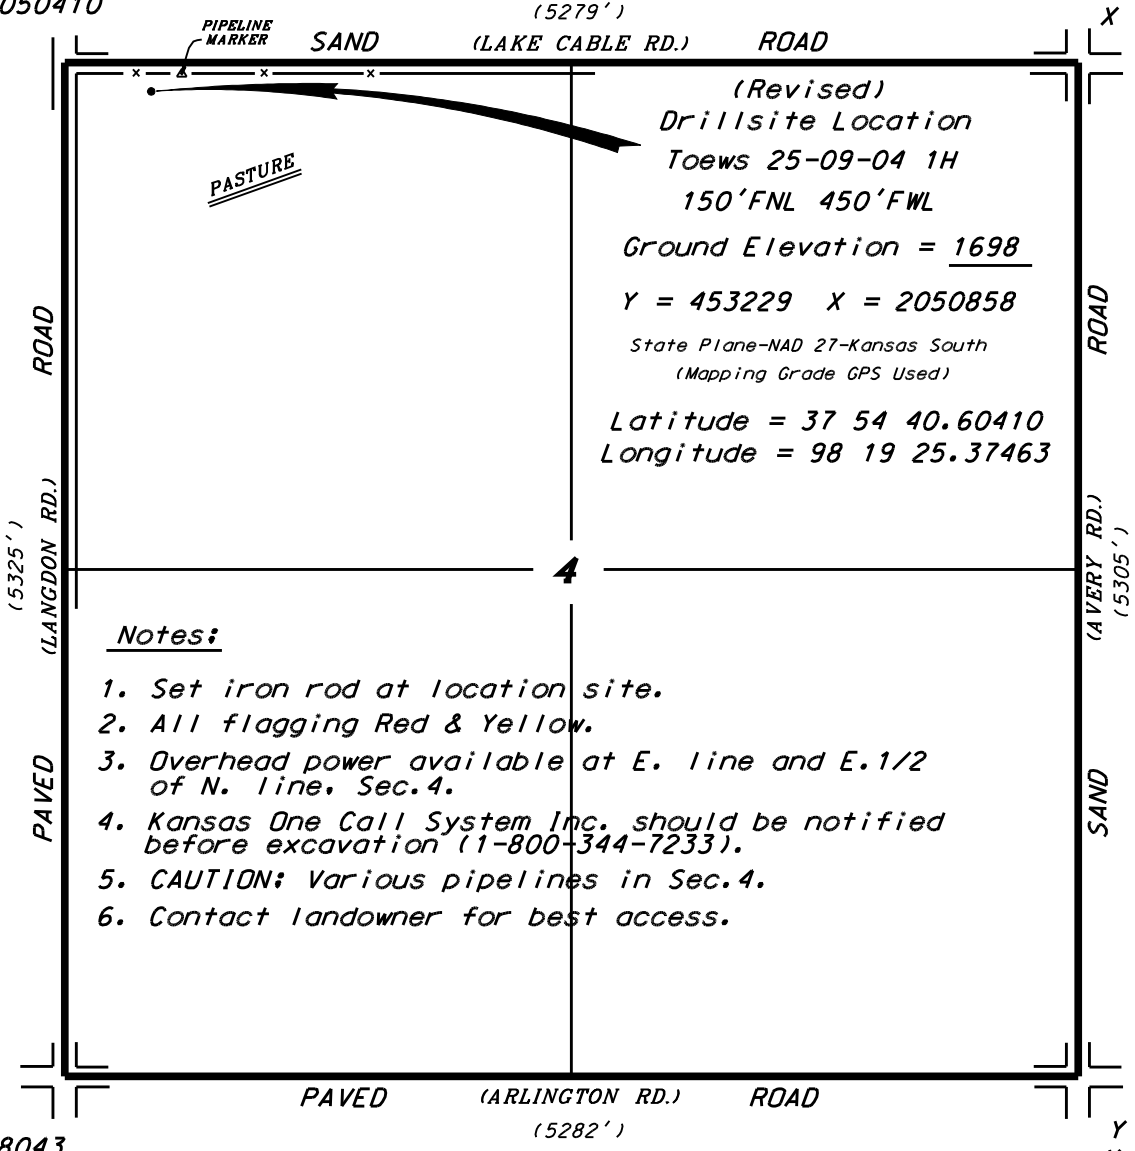 050410
(5279')
X
PIPELINE
MARKER
SAND (LAKE CABLE RD.) ROAD
(Revised)
Drillsite Location
Toews 25-09-04 1H
150'FNL 450'FWL
PASTURE
Ground Elevation = 1698
Y = 453229 X = 2050858
State Plane-NAD 27-Kansas South
(Mapping Grade GPS Used)
Latitude = 37 54 40.60410
Longitude = 98 19 25.37463
PAVED (LANGDON RD.) ROAD
(5325')
4
SAND (AVERY RD.) ROAD
(5305')
Notes:
1. Set iron rod at location site.
2. All flagging Red & Yellow.
3. Overhead power available at E. line and E.1/2
of N. line, Sec.4.
4. Kansas One Call System Inc. should be notified
before excavation (1-800-344-7233).
5. CAUTION: Various pipelines in Sec.4.
6. Contact landowner for best access.
PAVED (ARLINGTON RD.) ROAD
(5282')
Y
8043